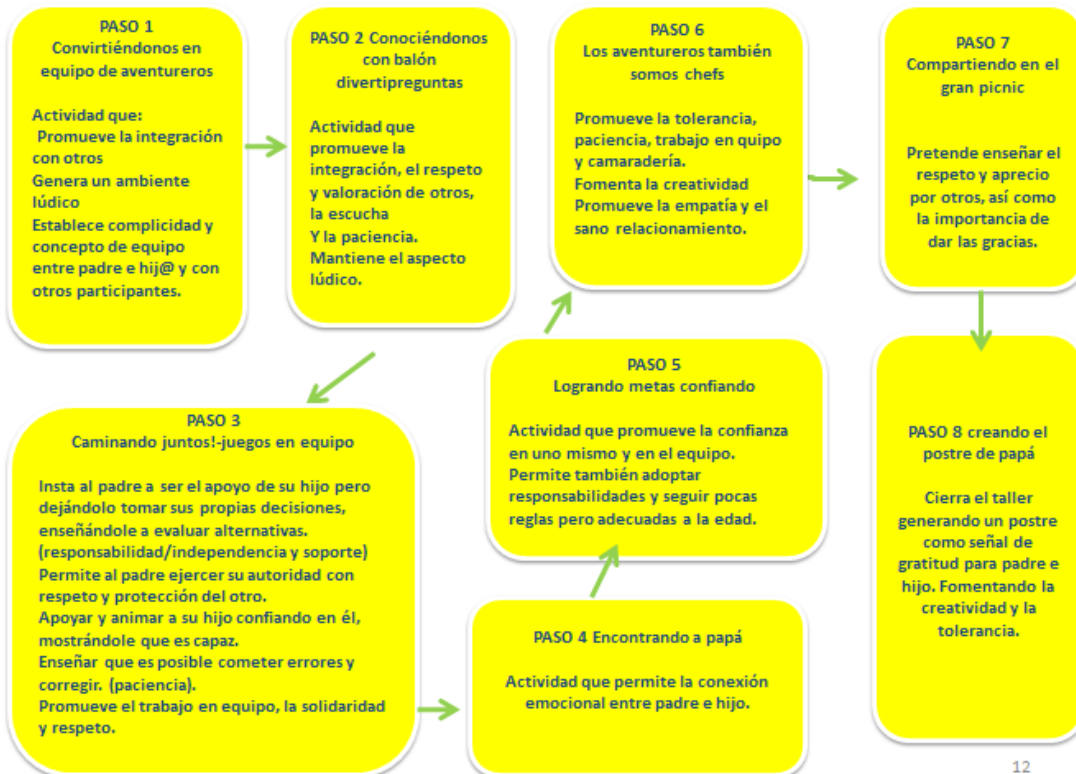 PASO 1
Convirtiéndonos en
equipo de aventureros
Actividad que:
Promueve la integración
con otros
Genera un ambiente
lúdico
Establece complicidad y
concepto de equipo
entre padre e hij@ y con
otros participantes.
PASO 2 Conociéndonos
con balón
divertipreguntas
Actividad que
promueve la
integración, el respeto
y valoración de otros,
la escucha
Y la paciencia.
Mantiene el aspecto
lúdico.
PASO 3
Caminando juntos!-juegos en equipo
Insta al padre a ser el apoyo de su hijo pero
dejándolo tomar sus propias decisiones,
enseñándole a evaluar alternativas.
(responsabilidad/independencia y soporte)
Permite al padre ejercer su autoridad con
respeto y protección del otro.
Apoyar y animar a su hijo confiando en él,
mostrándole que es capaz.
Enseñar que es posible cometer errores y
corregir. (paciencia).
Promueve el trabajo en equipo, la solidaridad
y respeto.
PASO 4 Encontrando a papá
Actividad que permite la conexión
emocional entre padre e hijo.
PASO 5
Logrando metas confiando
Actividad que promueve la confianza
en uno mismo y en el equipo.
Permite también adoptar
responsabilidades y seguir pocas
reglas pero adecuadas a la edad.
PASO 6
Los aventureros también
somos chefs
Promueve la tolerancia,
paciencia, trabajo en quipo
y camaradería.
Fomenta la creatividad
Promueve la empatía y el
sano relacionamiento.
PASO 7
Compartiendo en el
gran picnic
Pretende enseñar el
respeto y aprecio
por otros, así como
la importancia de
dar las gracias.
PASO 8 creando el
postre de papá
Cierra el taller
generando un postre
como señal de
gratitud para padre e
hijo. Fomentando la
creatividad y la
tolerancia.
12